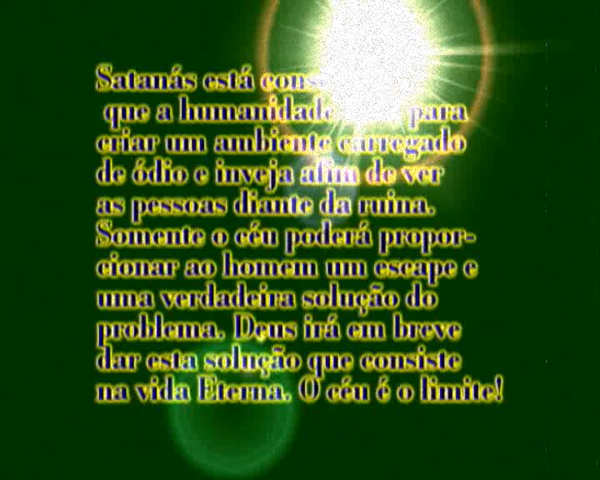 Satanás está
que a humanidade para
criar um ambiente carregado
de ódio e inveja afim de ver
as pessoas diante da ruina.
Somente o céu poderá propor-
cionar ao homem um escape e
uma verdadeira solução do
problema. Deus irá em breve
dar esta solução que consiste
na vida Eterna. O céu é o limite!